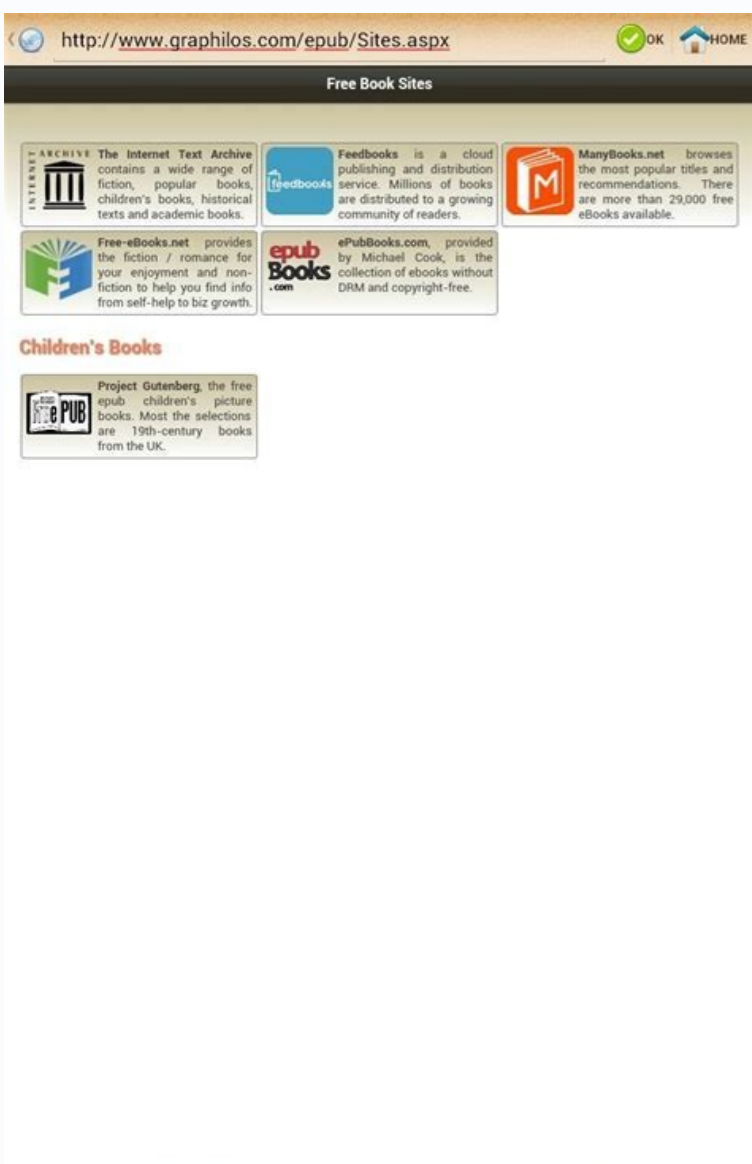 http://www.graphilos.com/epub/Sites.aspx
OK
HOME
Free Book Sites
INTERNET ARCHIVE
The Internet Text Archive
contains a wide range of
fiction, popular books,
children's books, historical
texts and academic books.
feedbooks
Feedbooks is a cloud
publishing and distribution
service. Millions of books
are distributed to a growing
community of readers.
M
ManyBooks.net browses
the most popular titles and
recommendations. There
are more than 29,000 free
eBooks available.
Free-eBooks.net provides
the fiction / romance for
your enjoyment and non-
fiction to help you find info
from self-help to biz growth.
epub
Books
.com
ePubBooks.com, provided
by Michael Cook, is the
collection of ebooks without
DRM and copyright-free.
Children's Books
ePUB
Project Gutenberg, the free
epub children's picture
books. Most the selections
are 19th-century books
from the UK.